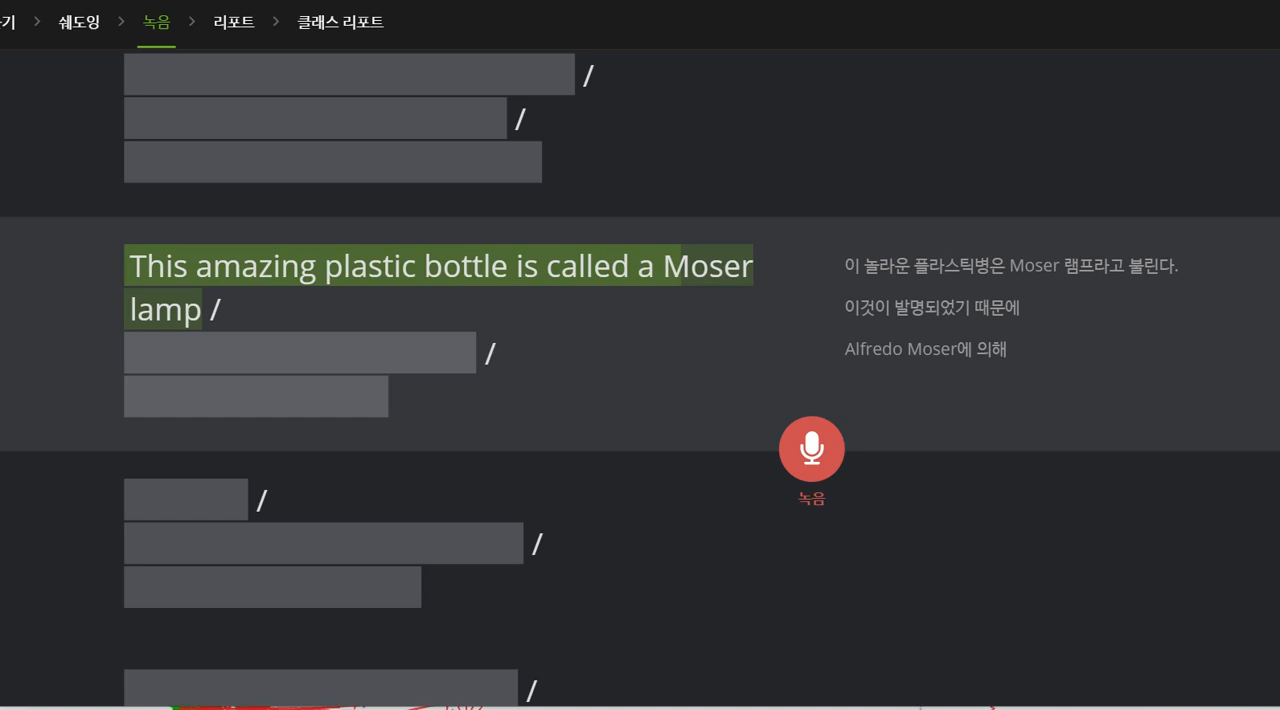 쉐도잉 > 녹음 > 리포트 > 클래스 리포트
/
/
This amazing plastic bottle is called a Moser
lamp /
/
이 놀라운 플라스틱병은 Moser 램프라고 불린다.
이것이 발명되었기 때문에
Alfredo Moser에 의해
녹음
/
/
/